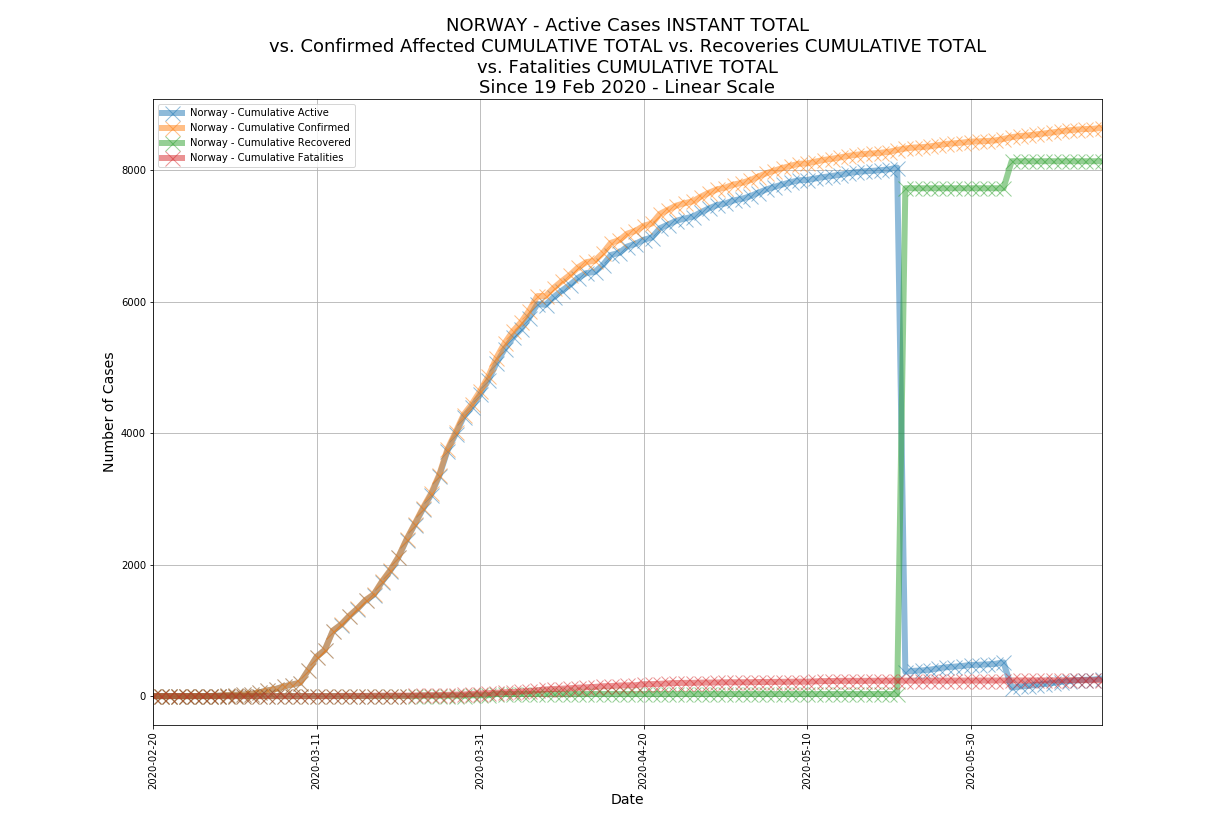 NORWAY - Active Cases INSTANT TOTAL
vs. Confirmed Affected CUMULATIVE TOTAL vs. Recoveries CUMULATIVE TOTAL
vs. Fatalities CUMULATIVE TOTAL
Since 19 Feb 2020 - Linear Scale
Norway - Cumulative Active
Norway - Cumulative Confirmed
Norway - Cumulative Recovered
Norway - Cumulative Fatalities
Number of Cases
8000
6000
4000
2000
0
2020-02-20
2020-03-11
2020-03-31
2020-04-20
2020-05-10
2020-05-30
Date